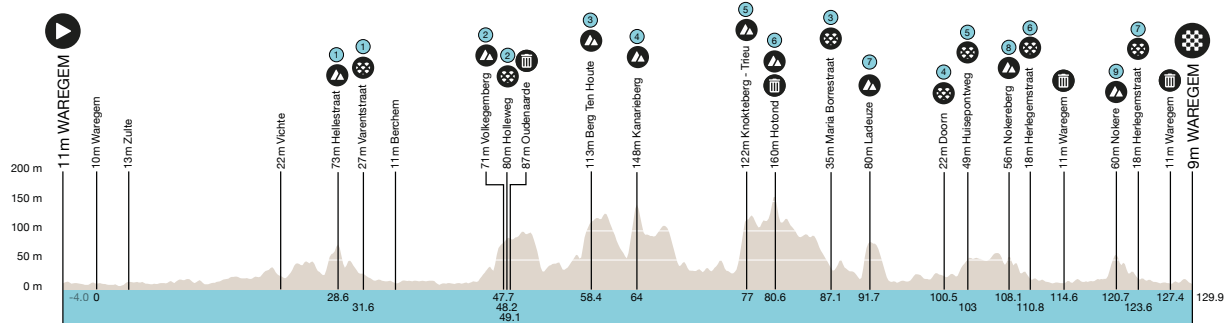 1
1
2
2
3
4
5
6
3
7
4
5
8
6
9
7
11m WAREGEM
10m Waregem
13m Zulte
22m Vichte
73m Hellestraat
27m Varentstraat
11m Berchem
71m Volkegemberg
80m Holleweg
87m Oudenaarde
113m Berg Ten Houte
148m Kanarieberg
122m Knokteberg - Trieu
160m Hotond
35m Maria Borrestraat
80m Ladeuze
22m Doorn
49m Huisepontweg
56m Nokereberg
18m Herlegemstraat
11m Waregem
60m Nokere
18m Herlegemstraat
11m Waregem
9m WAREGEM
200 m
150 m
100 m
50 m
0 m
-4.0 0 28.6 47.7 58.4 64 77 80.6 87.1 91.7 100.5 108.1 114.6 120.7 127.4 129.9
31.6 48.2 103 110.8 123.6
49.1